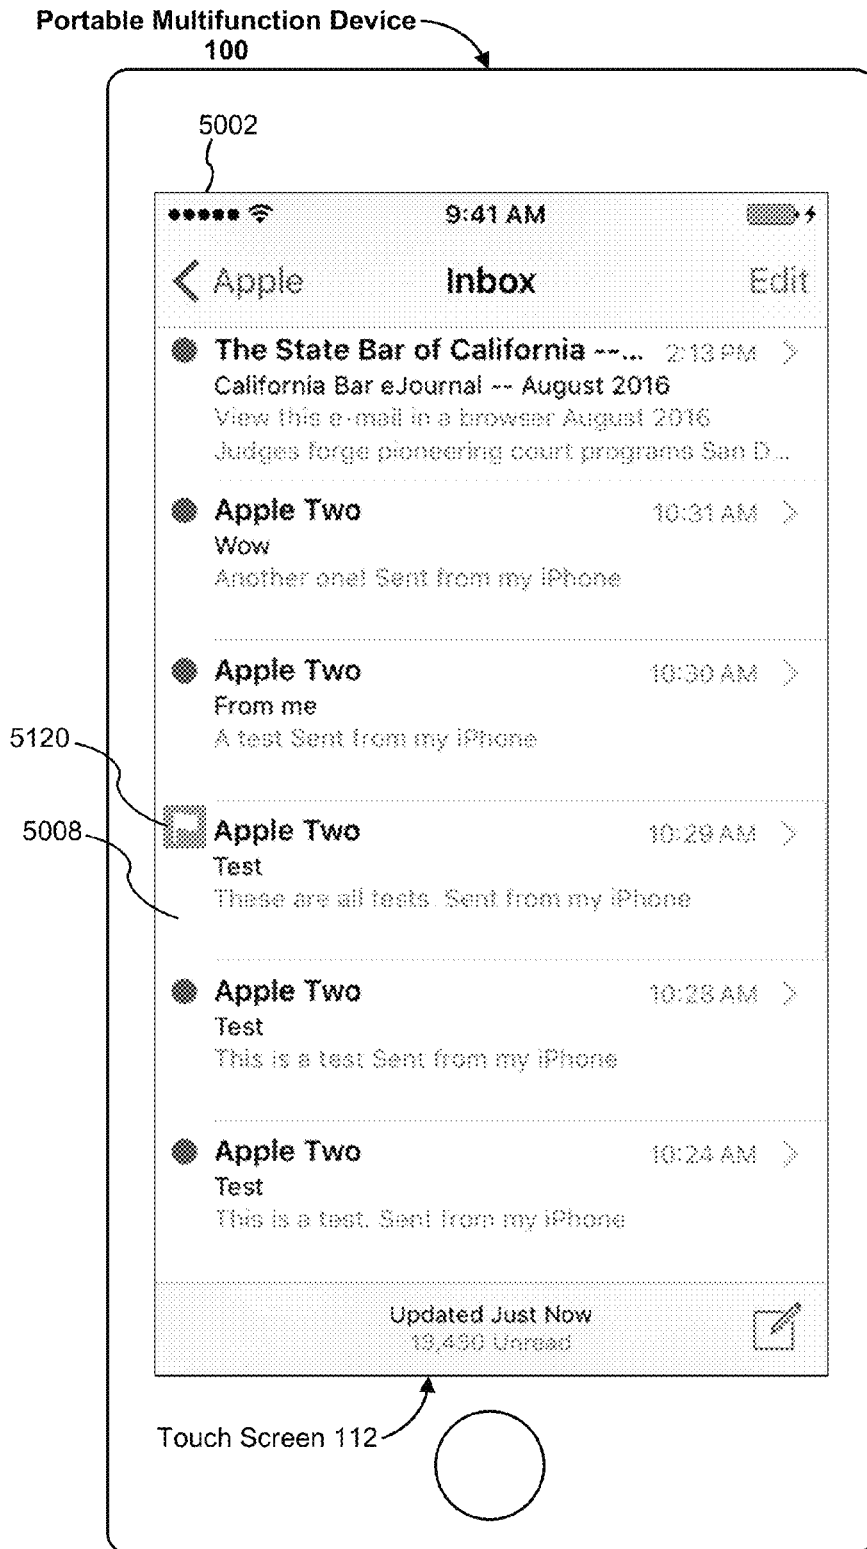 Portable Multifunction Device
100
5002
9:41 AM
Apple Inbox Edit
The State Bar of California --... 2:13 PM
California Bar eJournal -- August 2016
View this e-mail in a browser August 2016
Judges forge pioneering court programs San D...
Apple Two 10:31 AM
Wow
Another one! Sent from my iPhone
Apple Two 10:30 AM
From me
A test Sent from my iPhone
5120
Apple Two 10:29 AM
5008
Test
These are all tests. Sent from my iPhone
Apple Two 10:28 AM
Test
This is a test Sent from my iPhone
Apple Two 10:24 AM
Test
This is a test. Sent from my iPhone
Updated Just Now
Unread
Touch Screen 112